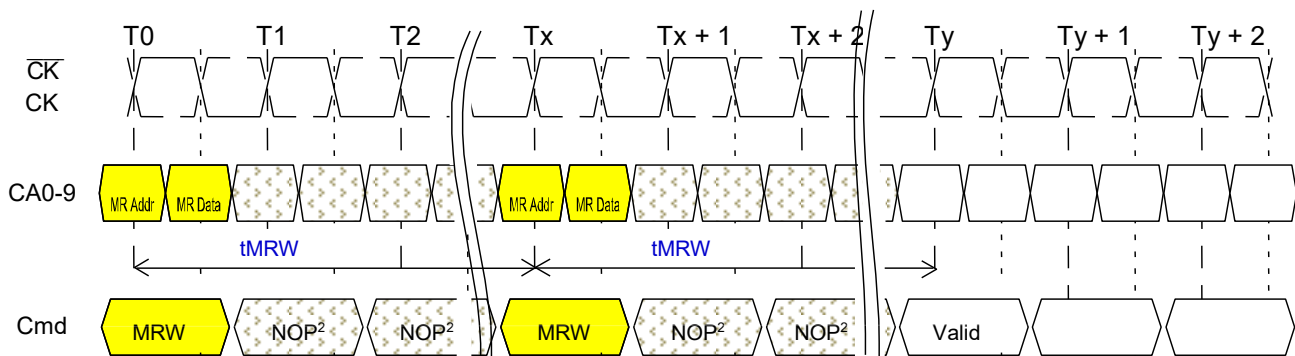 T0 T1 T2 Tx Tx + 1 Tx + 2 Ty Ty + 1 Ty + 2
CK
CK
CA0-9 MR Addr MR Data MR Addr MR Data
tMRW tMRW
Cmd MRW NOP² NOP² MRW NOP² NOP² Valid